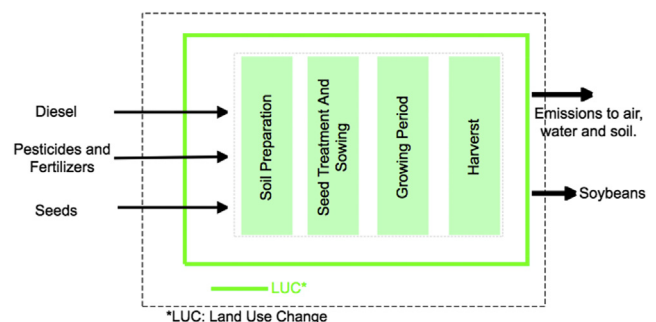 Diesel
Pesticides and
Fertilizers
Seeds
Soil Preparation
Seed Treatment And
Sowing
Growing Period
Harverst
Emissions to air,
water and soil.
Soybeans
LUC*
*LUC: Land Use Change